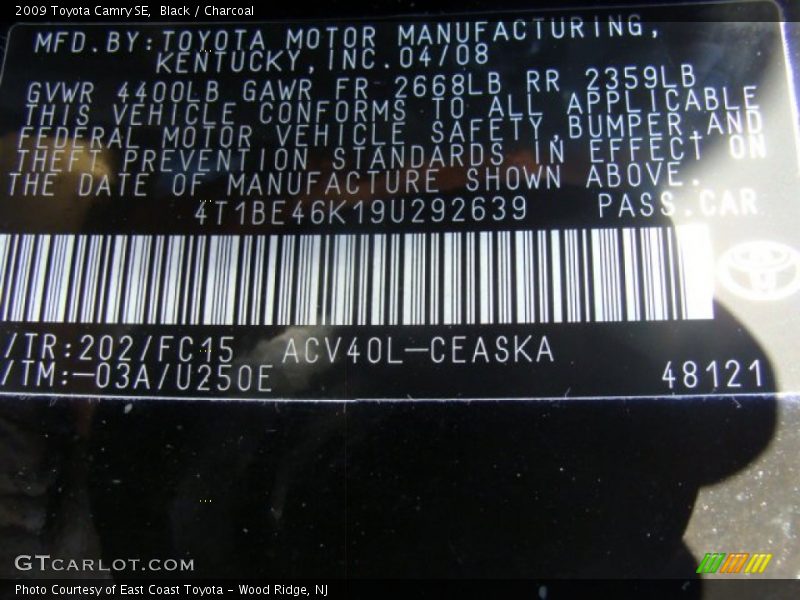 2009 Toyota Camry SE, Black / Charcoal
MFD.BY:TOYOTA MOTOR MANUFACTURING,
KENTUCKY,INC.04/08
GVWR 4400LB GAWR FR 2668LB RR 2359LB
THIS VEHICLE CONFORMS TO ALL APPLICABLE
FEDERAL MOTOR VEHICLE SAFETY,BUMPER,AND
THEFT PREVENTION STANDARDS IN EFFECT ON
THE DATE OF MANUFACTURE SHOWN ABOVE.
4T1BE46K19U292639 PASS.CAR
/TR:202/FC15 ACV40L-CEASKA
/TM:-03A/U250E 48121
GTCARLOT.COM
Photo Courtesy of East Coast Toyota - Wood Ridge, NJ